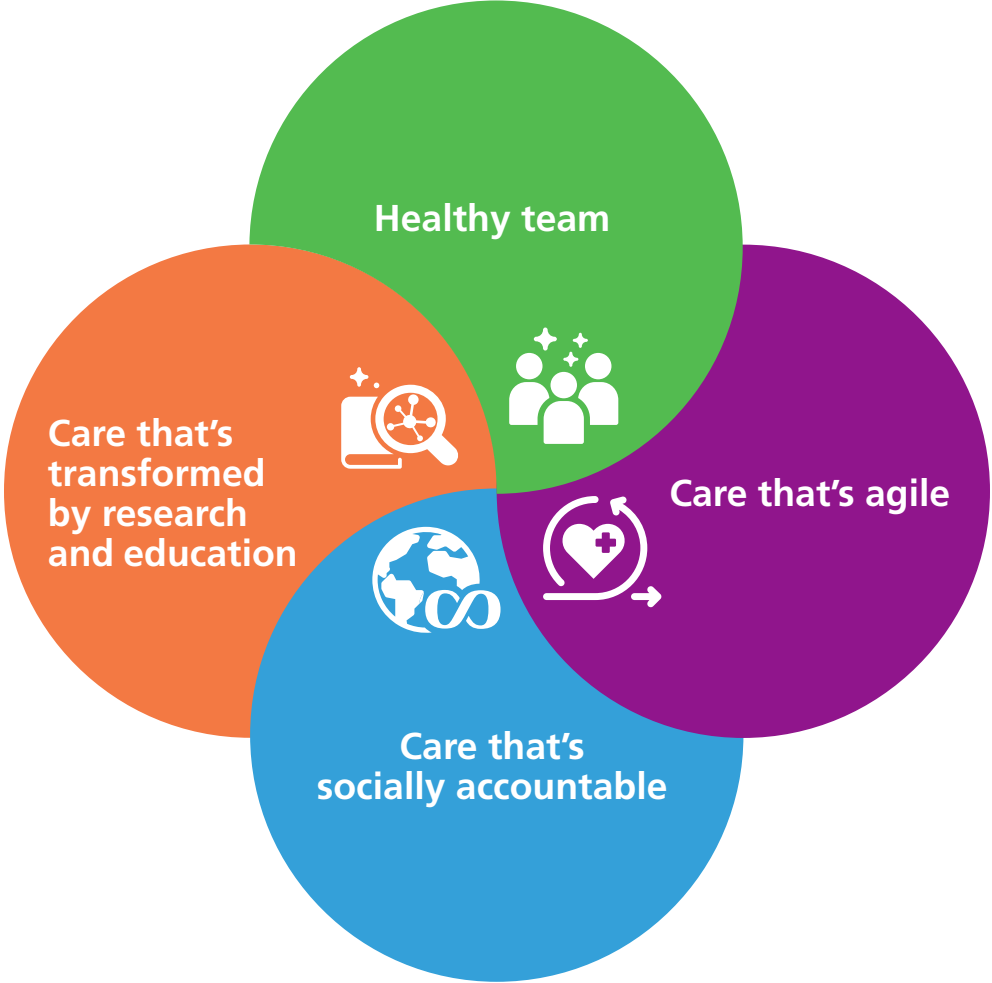 Healthy team
Care that’s
transformed
by research
and education
Care that’s agile
Care that’s
socially accountable